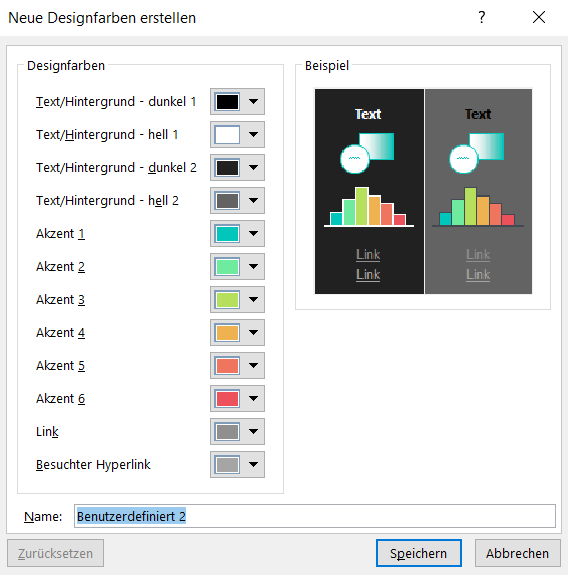 Neue Designfarben erstellen
?
Designfarben
Text/Hintergrund - dunkel 1
Text/Hintergrund - hell 1
Text/Hintergrund - dunkel 2
Text/Hintergrund - hell 2
Akzent 1
Akzent 2
Akzent 3
Akzent 4
Akzent 5
Akzent 6
Link
Besuchter Hyperlink
Beispiel
Text Text
Link Link
Link Link
Name: Benutzerdefiniert 2
Zurücksetzen Speichern Abbrechen